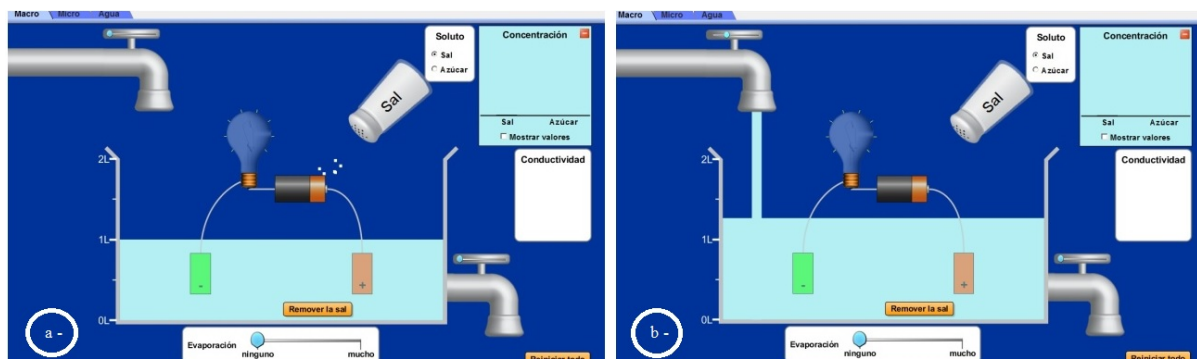 Macro Micro Agua
Soluto
Sal
Azúcar
Concentración
Sal Azúcar
Mostrar valores
Conductividad
Sal
2L
1L
0L
-
+
Remover la sal
Evaporación
ninguno mucho
Reiniciar todo
a -
Macro Micro Agua
Soluto
Sal
Azúcar
Concentración
Sal Azúcar
Mostrar valores
Conductividad
Sal
2L
1L
0L
-
+
Remover la sal
Evaporación
ninguno mucho
Reiniciar todo
b -